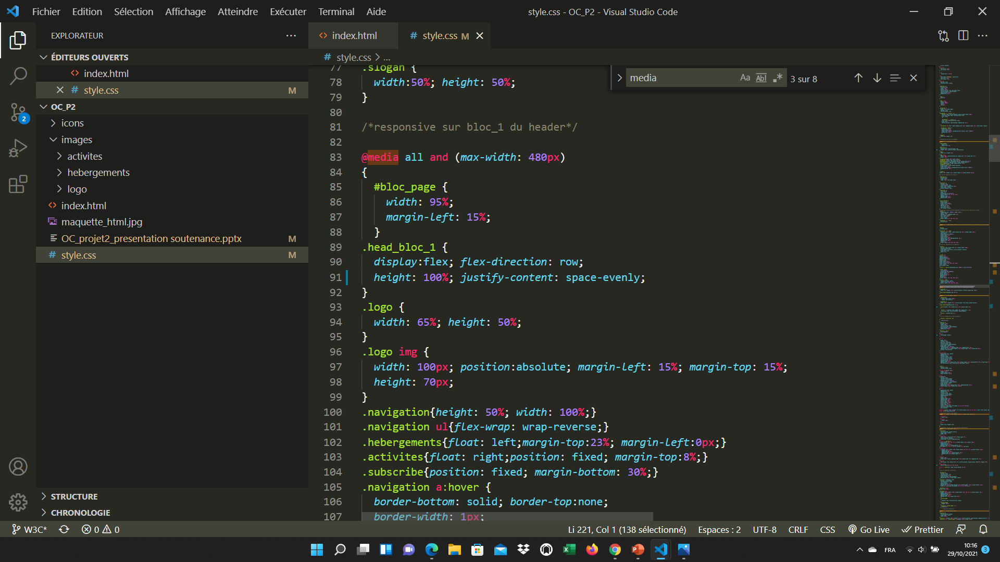 Fichier Edition Sélection Affichage Atteindre Exécuter Terminal Aide
style.css - OC_P2 - Visual Studio Code
EXPLORATEUR
ÉDITEURS OUVERTS
index.html
style.css M
OC_P2
icons
images
activites
hebergements
logo
index.html
maquette_html.jpg
OC_projet2_presentation soutenance.pptx M
style.css M
STRUCTURE
CHRONOLOGIE
2
index.html
# style.css M
# style.css > ...
media
Aa Abl .* 3 sur 8
77 .slogan {
78 width:50%; height: 50%;
79 }
80
81 /*responsive sur bloc_1 du header*/
82
83 @media all and (max-width: 480px)
84 {
85 #bloc_page {
86 width: 95%;
87 margin-left: 15%;
88 }
89 .head_bloc_1 {
90 display:flex; flex-direction: row;
91 height: 100%; justify-content: space-evenly;
92 }
93 .logo {
94 width: 65%; height: 50%;
95 }
96 .logo img {
97 width: 100px; position:absolute; margin-left: 15%; margin-top: 15%;
98 height: 70px;
99 }
100 .navigation{height: 50%; width: 100%;}
101 .navigation ul{flex-wrap: wrap-reverse;}
102 .hebergements{float: left;margin-top:23%; margin-left:0px;}
103 .activites{float: right;position: fixed; margin-top:8%;}
104 .subscribe{position: fixed; margin-bottom: 30%;}
105 .navigation a:hover {
106 border-bottom: solid; border-top:none;
107 border-width: 1px;
W3C* 0 0
Li 221, Col 1 (138 sélectionné) Espaces : 2 UTF-8 CRLF CSS Go Live Prettier
FRA
10:16
29/10/2021
3